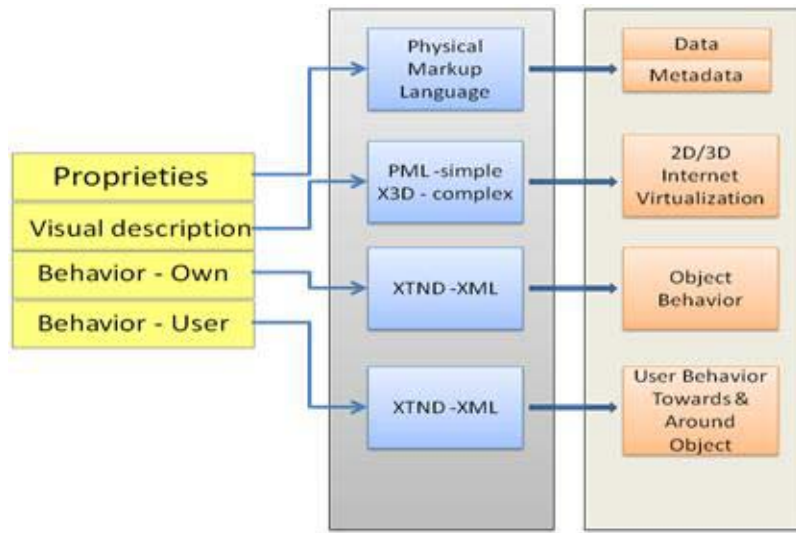 Proprieties
Visual description
Behavior - Own
Behavior - User
Physical
Markup
Language
PML -simple
X3D - complex
XTND -XML
XTND -XML
Data
Metadata
2D/3D
Internet
Virtualization
Object
Behavior
User Behavior
Towards &
Around
Object